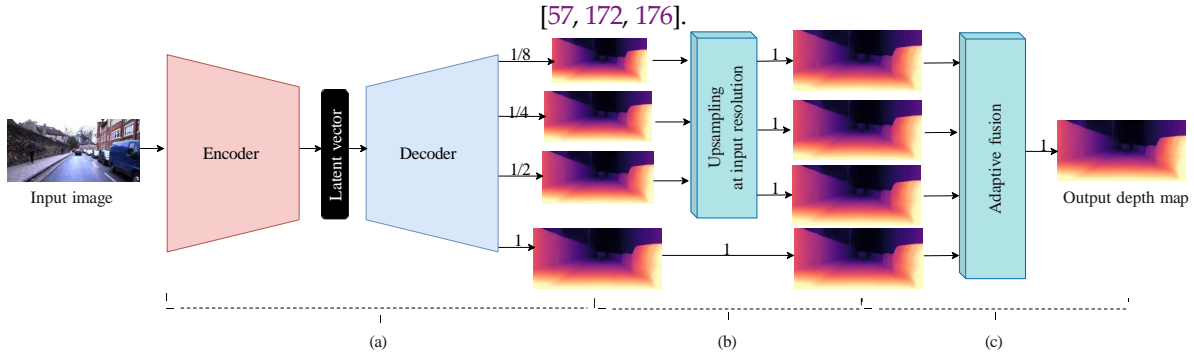 [57, 172, 176].
1/8
1/4
1/2
1
Input image
Encoder
Latent vector
Decoder
Upsampling
at input resolution
1
1
1
1
Adaptive fusion
1
Output depth map
(a)
(b)
(c)